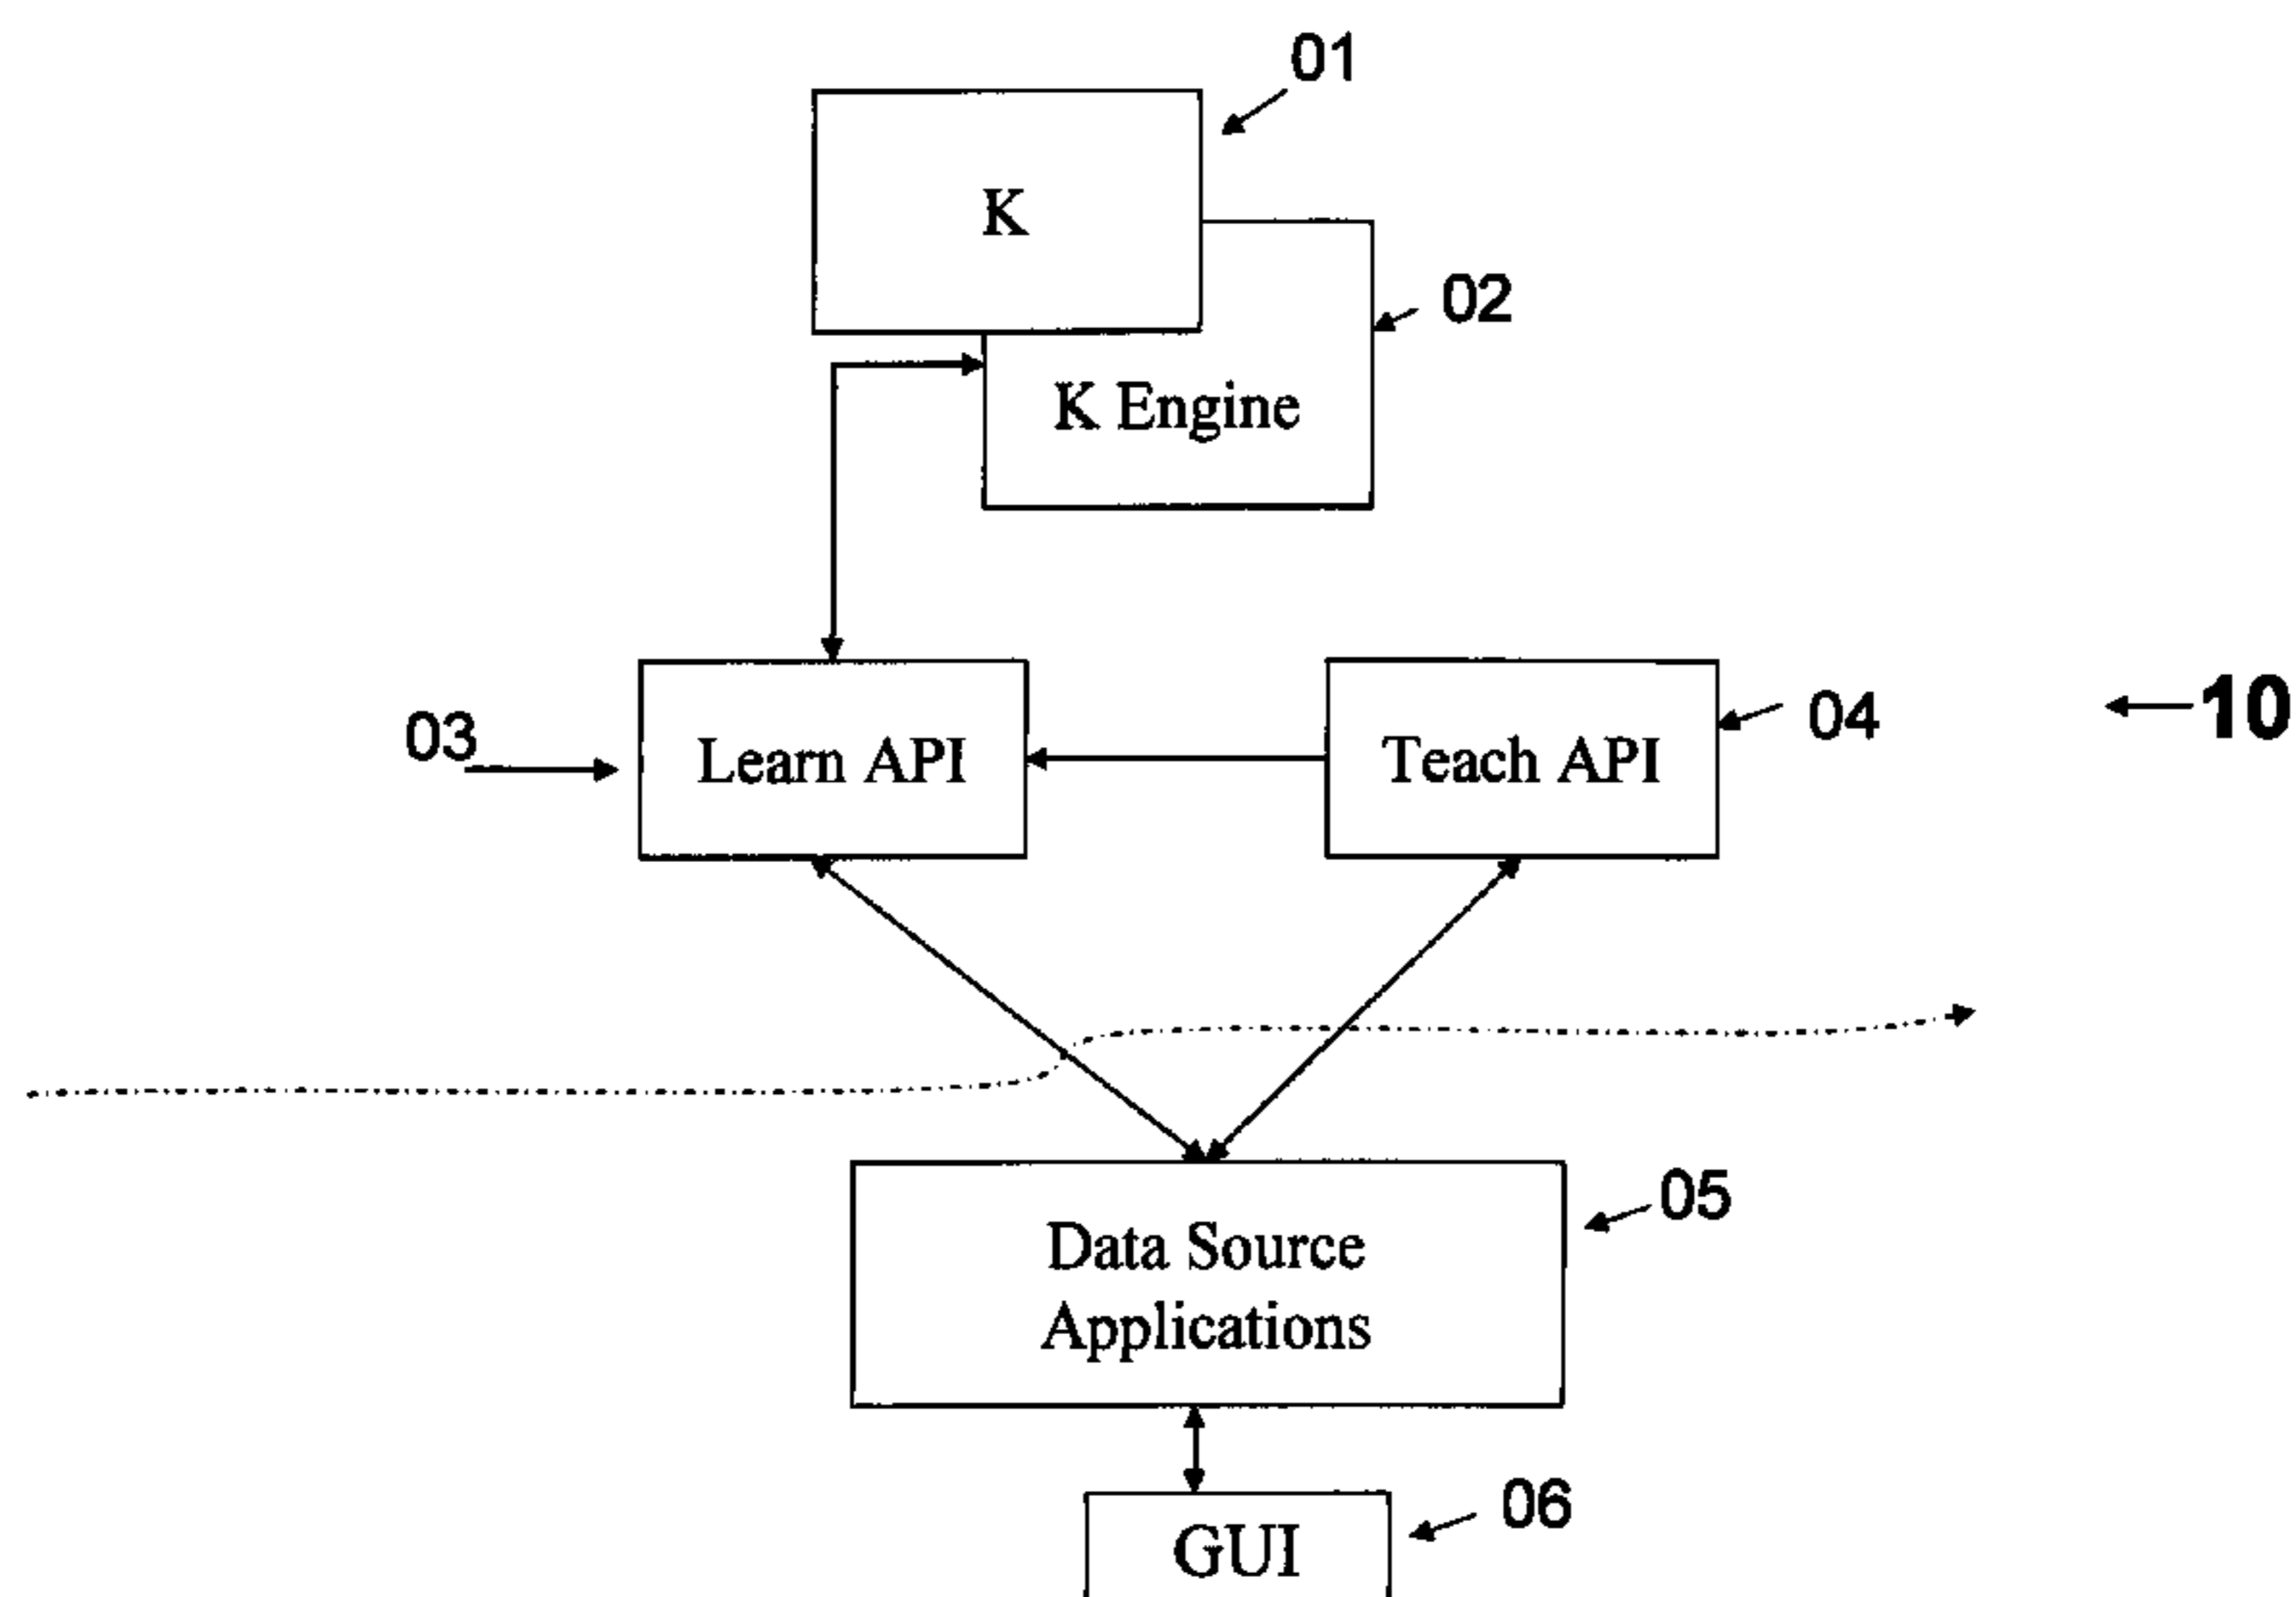 01
K
02
K Engine
03
Learn API
Teach API
04
10
05
Data Source
Applications
06
GUI